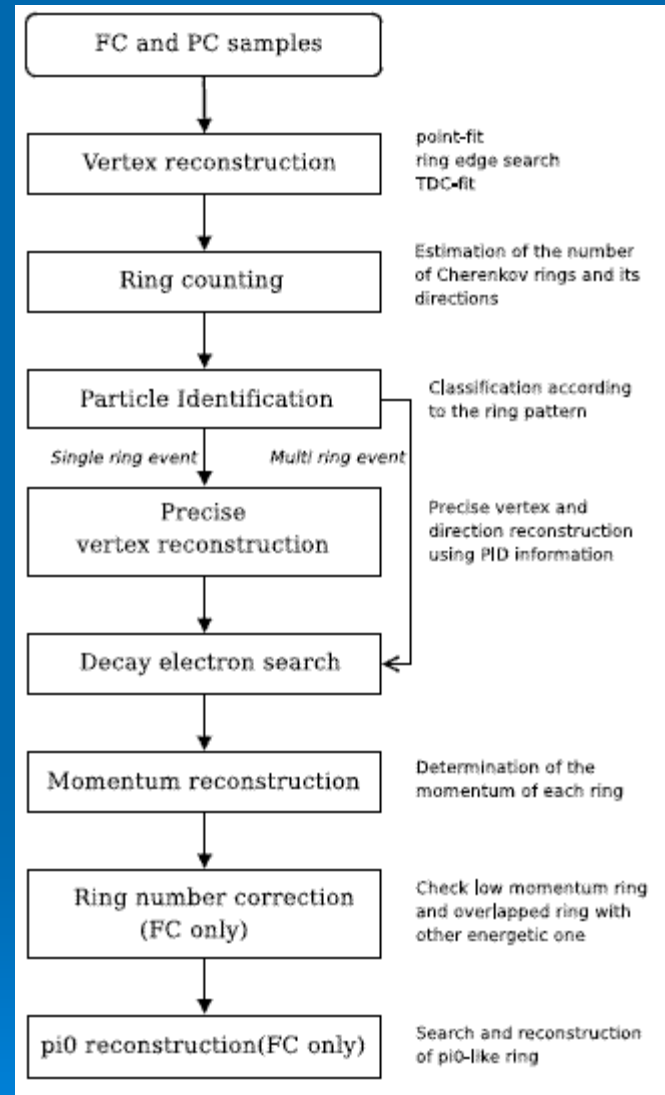 FC and PC samples
Vertex reconstruction
point-fit
ring edge search
TDC-fit
Ring counting
Estimation of the number
of Cherenkov rings and its
directions
Particle Identification
Classification according
to the ring pattern
Single ring event
Multi ring event
Precise
vertex reconstruction
Precise vertex and
direction reconstruction
using PID information
Decay electron search
Momentum reconstruction
Determination of the
momentum of each ring
Ring number correction
(FC only)
Check low momentum ring
and overlapped ring with
other energetic one
pi0 reconstruction(FC only)
Search and reconstruction
of pi0-like ring